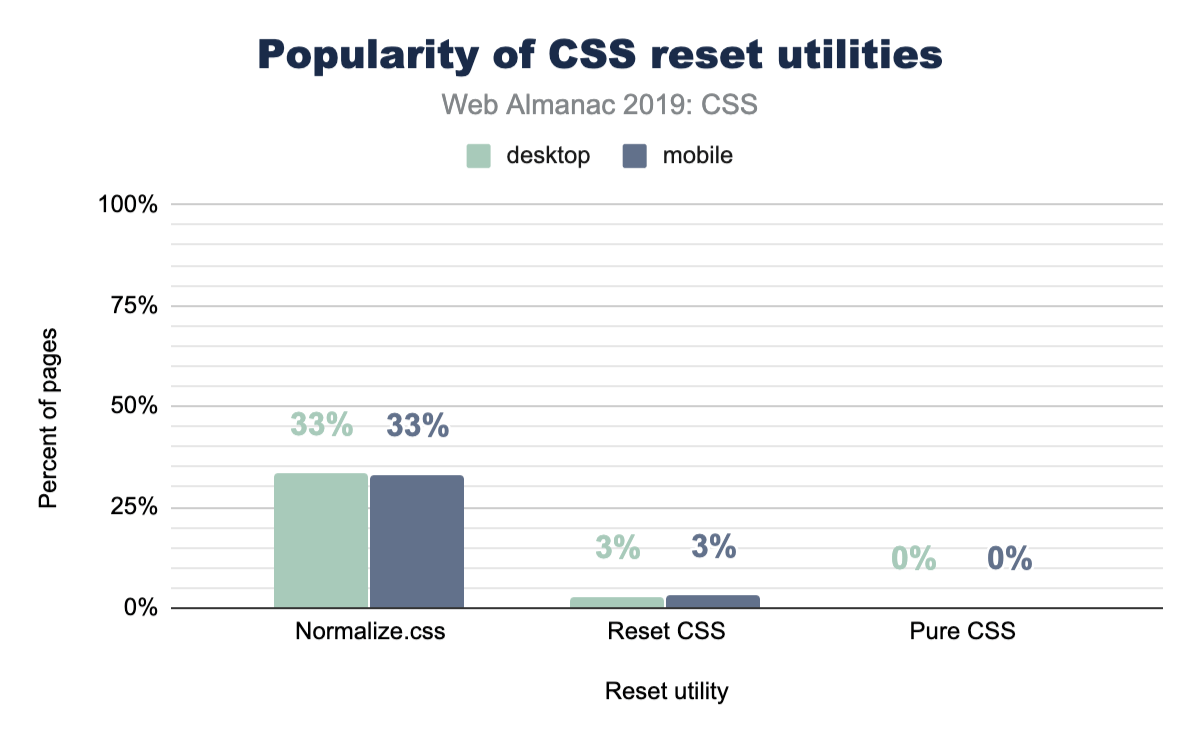 Popularity of CSS reset utilities
Web Almanac 2019: CSS
desktop mobile
100%
75%
50%
25%
0%
Percent of pages
33% 33%
3% 3%
0% 0%
Normalize.css Reset CSS Pure CSS
Reset utility